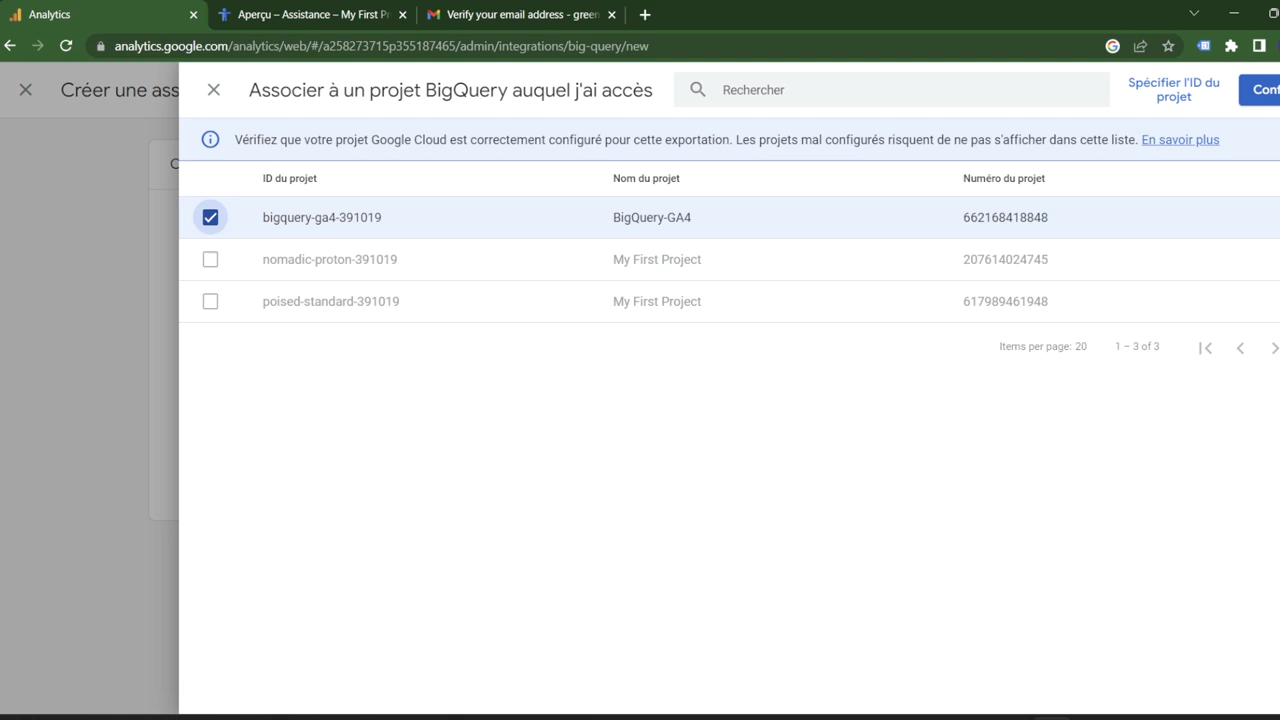 Analytics
Aperçu – Assistance – My First Pr
Verify your email address - green
analytics.google.com/analytics/web/#/a258273715p355187465/admin/integrations/big-query/new
Créer une ass
Associer à un projet BigQuery auquel j'ai accès
Rechercher
Spécifier l'ID du
projet
Conf
Vérifiez que votre projet Google Cloud est correctement configuré pour cette exportation. Les projets mal configurés risquent de ne pas s'afficher dans cette liste. En savoir plus
ID du projet Nom du projet Numéro du projet
bigquery-ga4-391019 BigQuery-GA4 662168418848
nomadic-proton-391019 My First Project 207614024745
poised-standard-391019 My First Project 617989461948
Items per page: 20 1 – 3 of 3